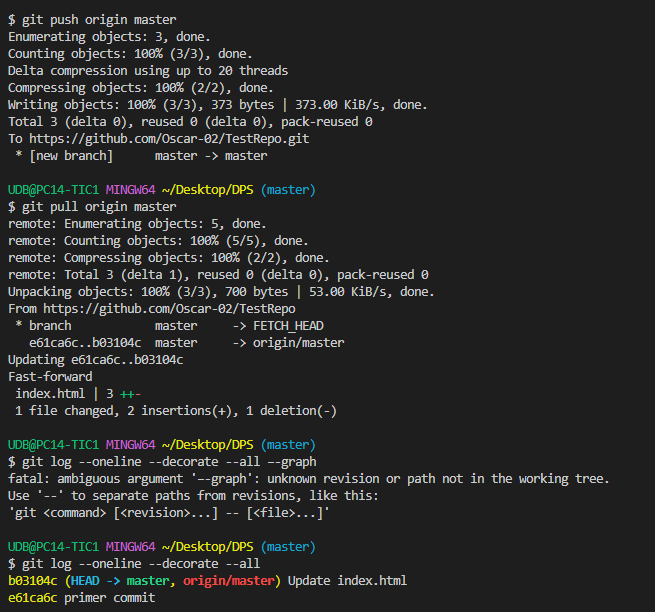 $ git push origin master
Enumerating objects: 3, done.
Counting objects: 100% (3/3), done.
Delta compression using up to 20 threads
Compressing objects: 100% (2/2), done.
Writing objects: 100% (3/3), 373 bytes | 373.00 KiB/s, done.
Total 3 (delta 0), reused 0 (delta 0), pack-reused 0
To https://github.com/Oscar-02/TestRepo.git
 * [new branch]      master -> master

UDB@PC14-TIC1 MINGW64 ~/Desktop/DPS (master)
$ git pull origin master
remote: Enumerating objects: 5, done.
remote: Counting objects: 100% (5/5), done.
remote: Compressing objects: 100% (2/2), done.
remote: Total 3 (delta 1), reused 0 (delta 0), pack-reused 0
Unpacking objects: 100% (3/3), 700 bytes | 53.00 KiB/s, done.
From https://github.com/Oscar-02/TestRepo
 * branch            master     -> FETCH_HEAD
   e61ca6c..b03104c  master     -> origin/master
Updating e61ca6c..b03104c
Fast-forward
 index.html | 3 ++-
 1 file changed, 2 insertions(+), 1 deletion(-)

UDB@PC14-TIC1 MINGW64 ~/Desktop/DPS (master)
$ git log --oneline --decorate --all –-graph
fatal: ambiguous argument '–-graph': unknown revision or path not in the working tree.
Use '--' to separate paths from revisions, like this:
'git <command> [<revision>...] -- [<file>...]'

UDB@PC14-TIC1 MINGW64 ~/Desktop/DPS (master)
$ git log --oneline --decorate --all
b03104c (HEAD -> master, origin/master) Update index.html
e61ca6c primer commit